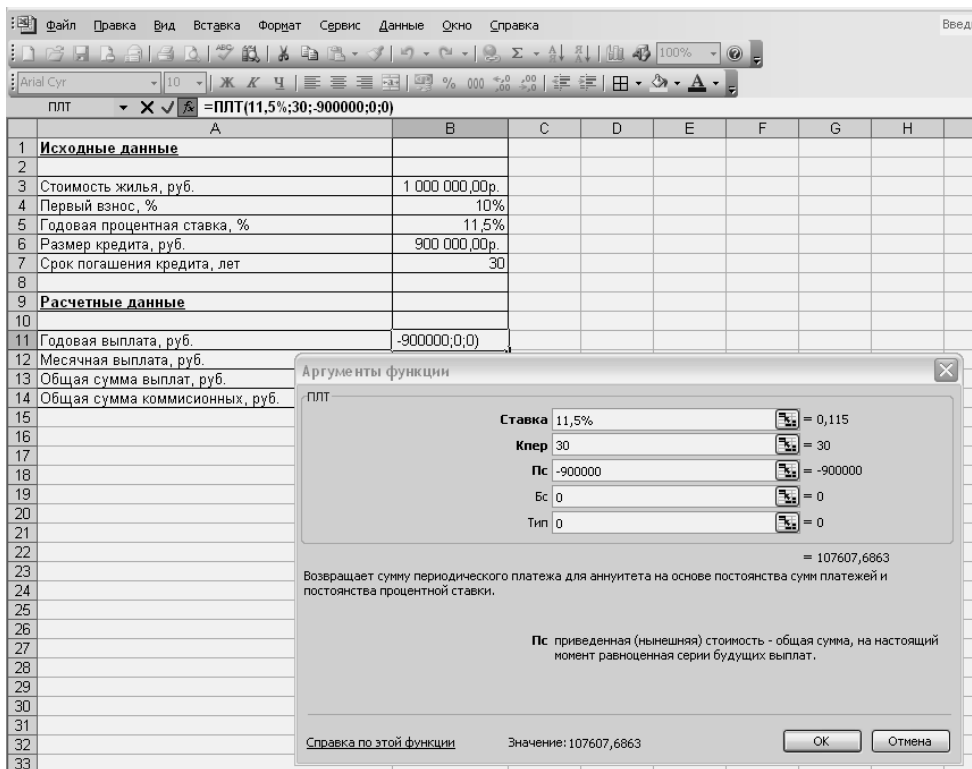 Файл Правка Вид Вставка Формат Сервис Данные Окно Справка Введ
100%
Arial Cyr 10 Ж К Ч % 000
ПЛТ =ПЛТ(11,5%;30;-900000;0;0)
A B C D E F G H
1 Исходные данные
2
3 Стоимость жилья, руб. 1 000 000,00р.
4 Первый взнос, % 10%
5 Годовая процентная ставка, % 11,5%
6 Размер кредита, руб. 900 000,00р.
7 Срок погашения кредита, лет 30
8
9 Расчетные данные
10
11 Годовая выплата, руб. -900000;0;0)
12 Месячная выплата, руб.
13 Общая сумма выплат, руб.
14 Общая сумма коммисионных, руб.
15
16
17
18
19
20
21
22
23
24
25
26
27
28
29
30
31
32
33
Аргументы функции
ПЛТ
Ставка 11,5% = 0,115
Кпер 30 = 30
Пс -900000 = -900000
Бс 0 = 0
Тип 0 = 0
= 107607,6863
Возвращает сумму периодического платежа для аннуитета на основе постоянства сумм платежей и
постоянства процентной ставки.
Пс приведенная (нынешняя) стоимость - общая сумма, на настоящий
момент равноценная серии будущих выплат.
Справка по этой функции Значение: 107607,6863 OK Отмена